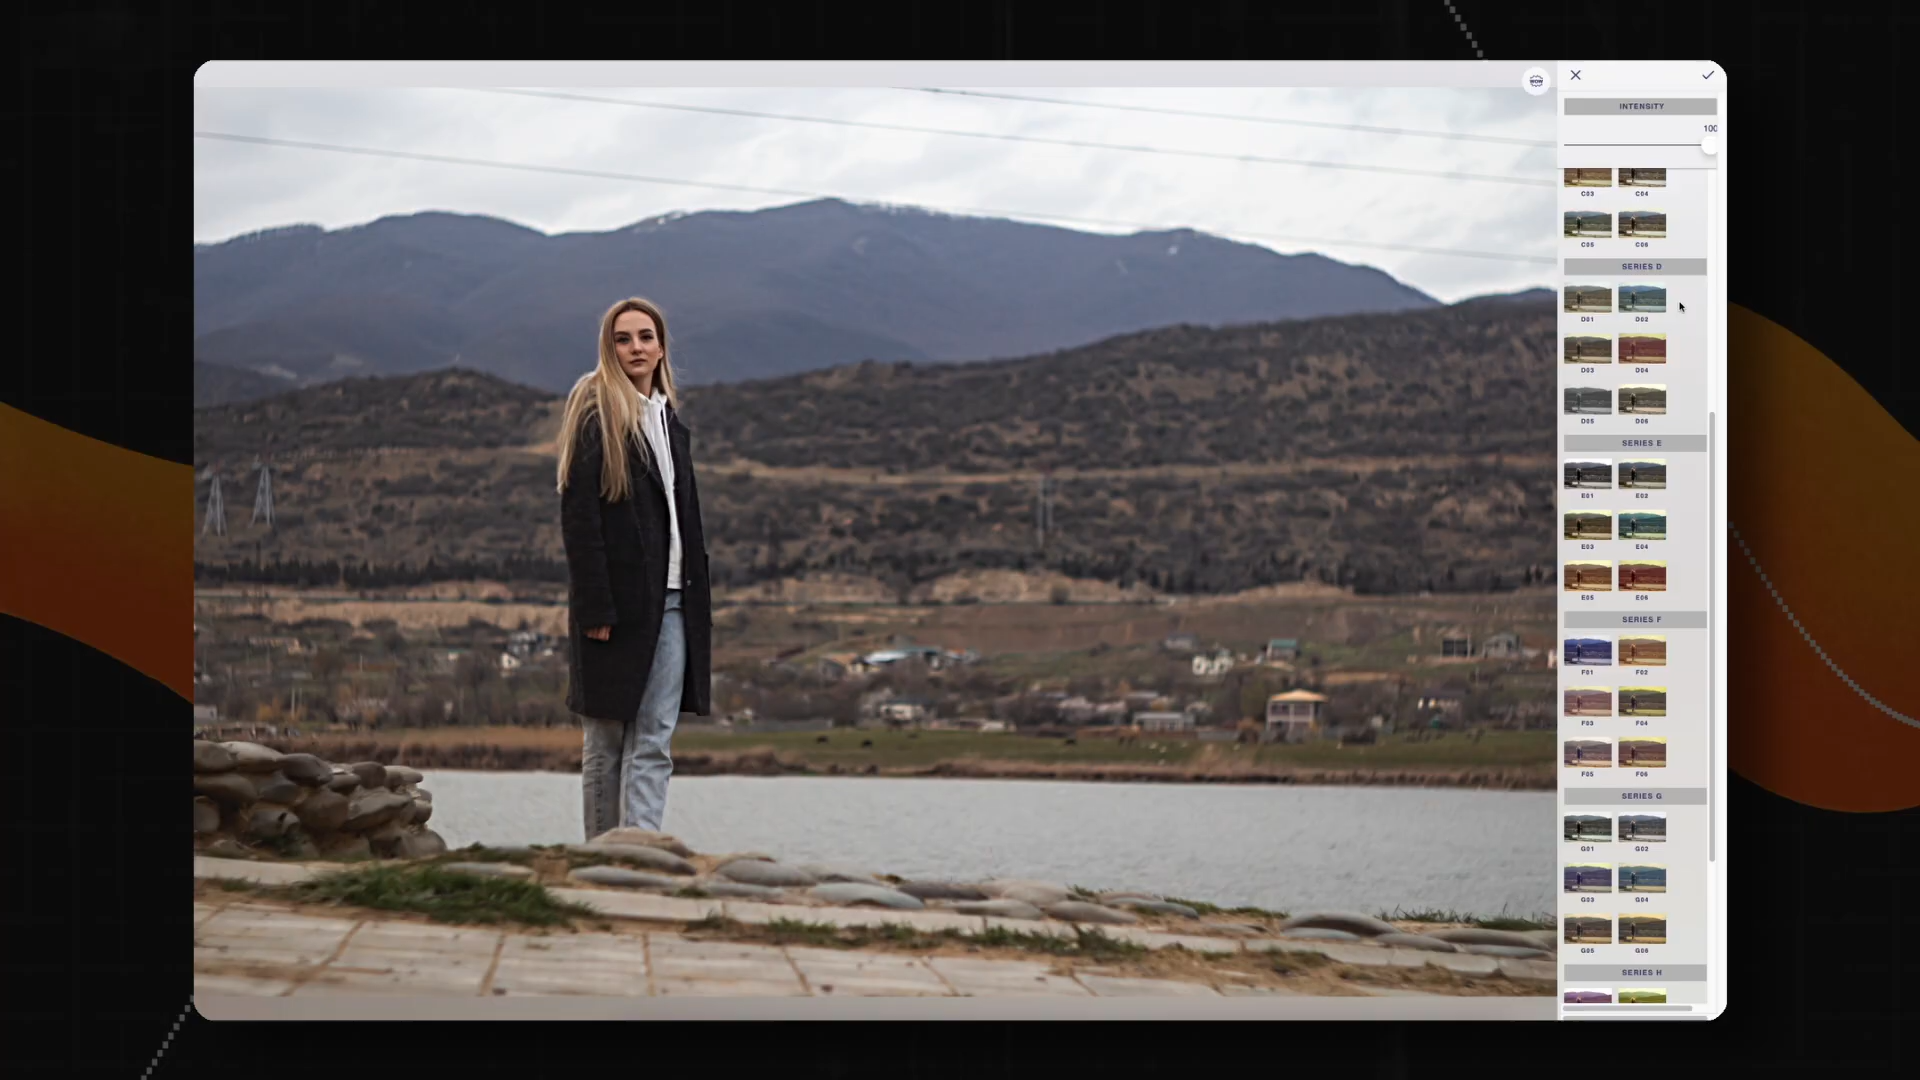 WOW
INTENSITY
100
C03 C04
C05 C06
SERIES D
D01 D02
D03 D04
D05 D06
SERIES E
E01 E02
E03 E04
E05 E06
SERIES F
F01 F02
F03 F04
F05 F06
SERIES G
G01 G02
G03 G04
G05 G06
SERIES H